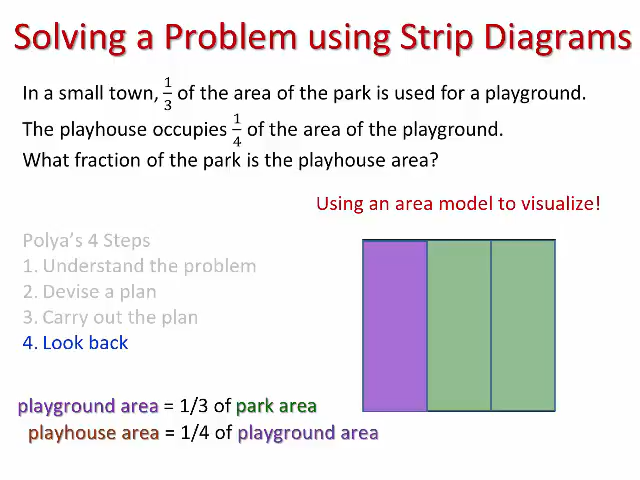 Solving a Problem using Strip Diagrams
In a small town, 1/3 of the area of the park is used for a playground.
The playhouse occupies 1/4 of the area of the playground.
What fraction of the park is the playhouse area?
Using an area model to visualize!
Polya's 4 Steps
1. Understand the problem
2. Devise a plan
3. Carry out the plan
4. Look back
playground area = 1/3 of park area
playhouse area = 1/4 of playground area